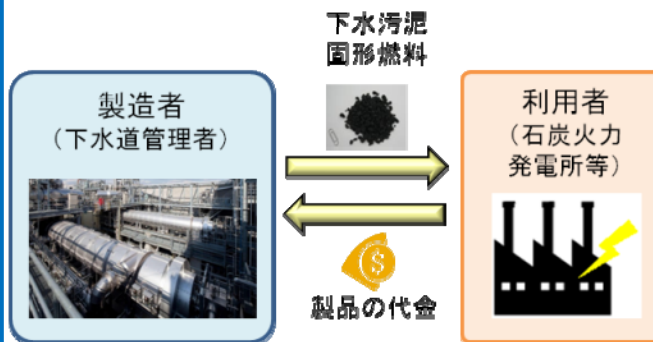 下水汚泥
固形燃料
製造者
（下水道管理者）
利用者
（石炭火力
発電所等）
$
製品の代金